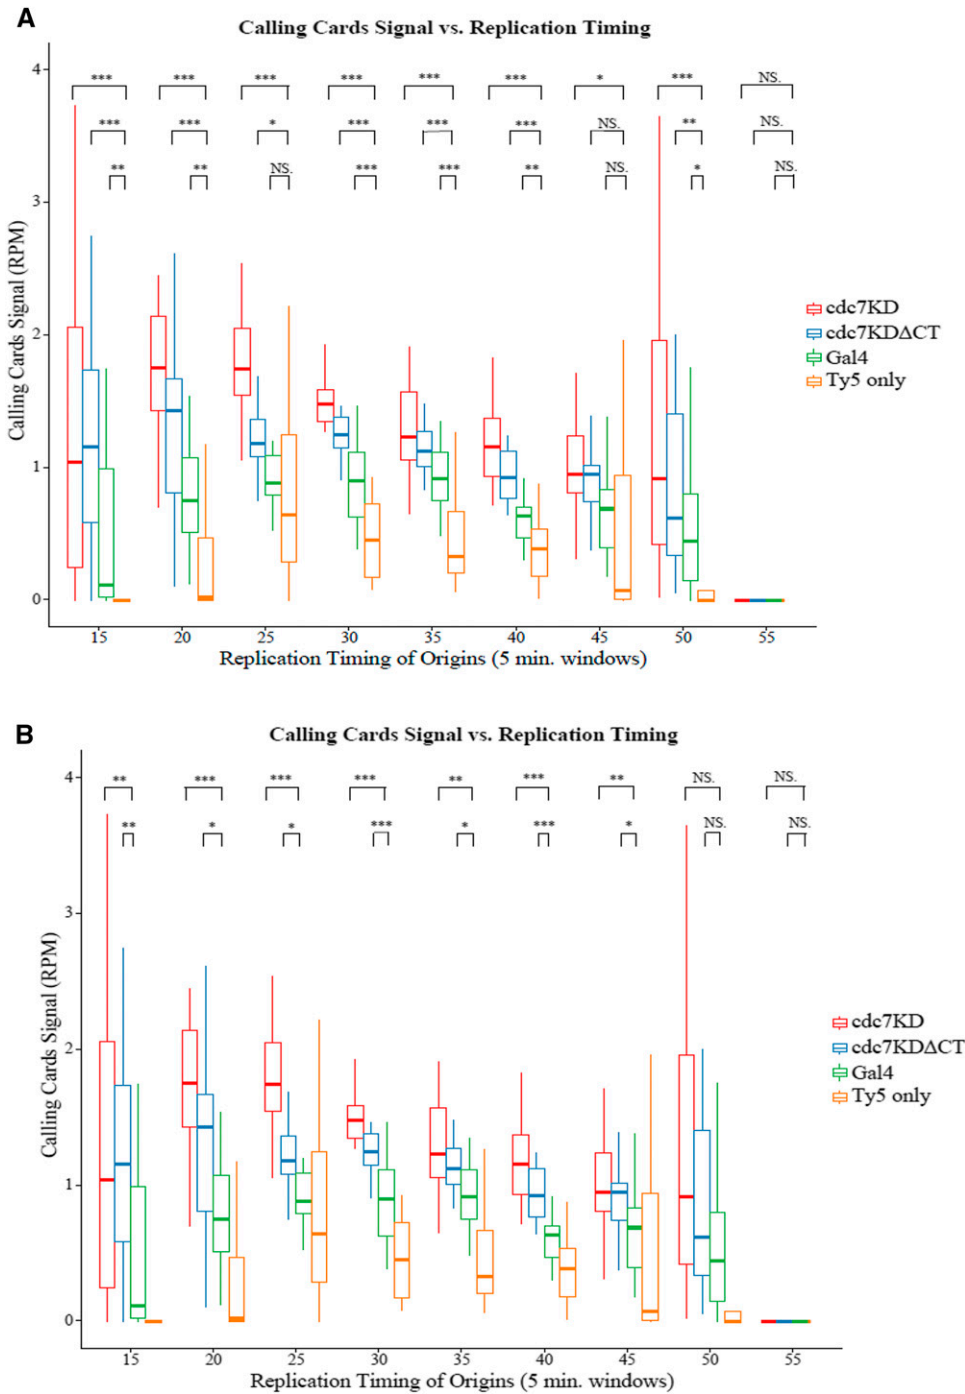 A
Calling Cards Signal vs. Replication Timing
*** *** *** *** *** *** * *** NS.
*** *** * *** *** *** NS. ** NS.
** ** NS. *** *** ** NS. * NS.
4
3
2
1
0
Calling Cards Signal (RPM)
cdc7KD
cdc7KDΔCT
Gal4
Ty5 only
15 20 25 30 35 40 45 50 55
Replication Timing of Origins (5 min. windows)
B
Calling Cards Signal vs. Replication Timing
** *** *** *** ** *** ** NS. NS.
** * * *** * *** * NS. NS.
4
3
2
1
0
Calling Cards Signal (RPM)
cdc7KD
cdc7KDΔCT
Gal4
Ty5 only
15 20 25 30 35 40 45 50 55
Replication Timing of Origins (5 min. windows)